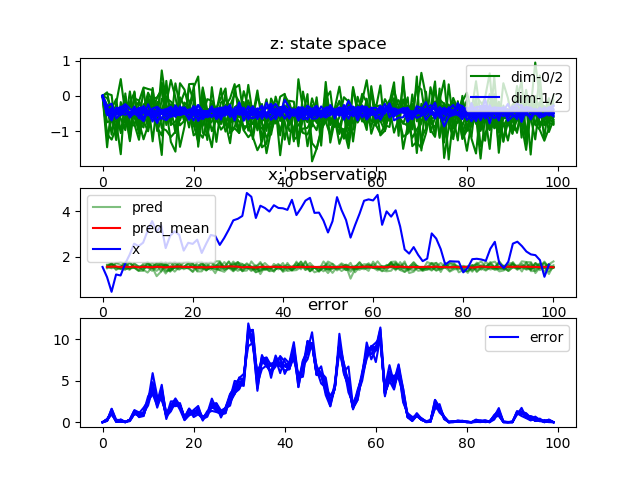 z: state space
1
0
−1
dim-0/2
dim-1/2
0 20 40 60 80 100
x: observation
4
2
pred
pred_mean
x
0 20 40 60 80 100
error
10
5
0
error
0 20 40 60 80 100